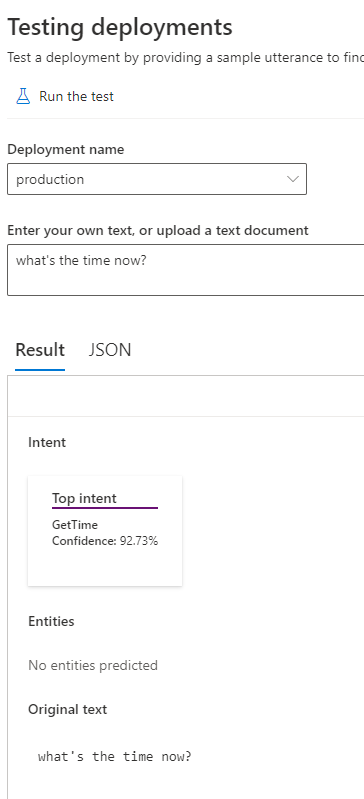 Testing deployments
Test a deployment by providing a sample utterance to find
Run the test
Deployment name
production
Enter your own text, or upload a text document
what's the time now?
Result JSON
Intent
Top intent
GetTime
Confidence: 92.73%
Entities
No entities predicted
Original text
what's the time now?